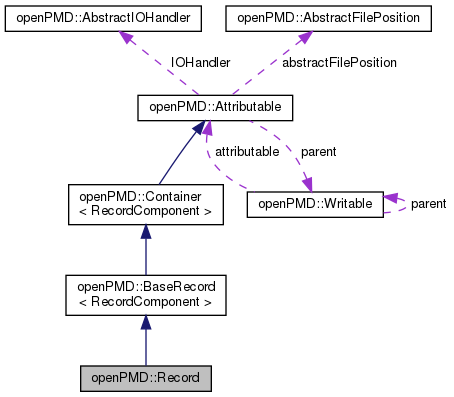 openPMD::AbstractIOHandler
openPMD::AbstractFilePosition
IOHandler
abstractFilePosition
openPMD::Attributable
attributable
parent
openPMD::Container
< RecordComponent >
openPMD::Writable
parent
openPMD::BaseRecord
< RecordComponent >
openPMD::Record